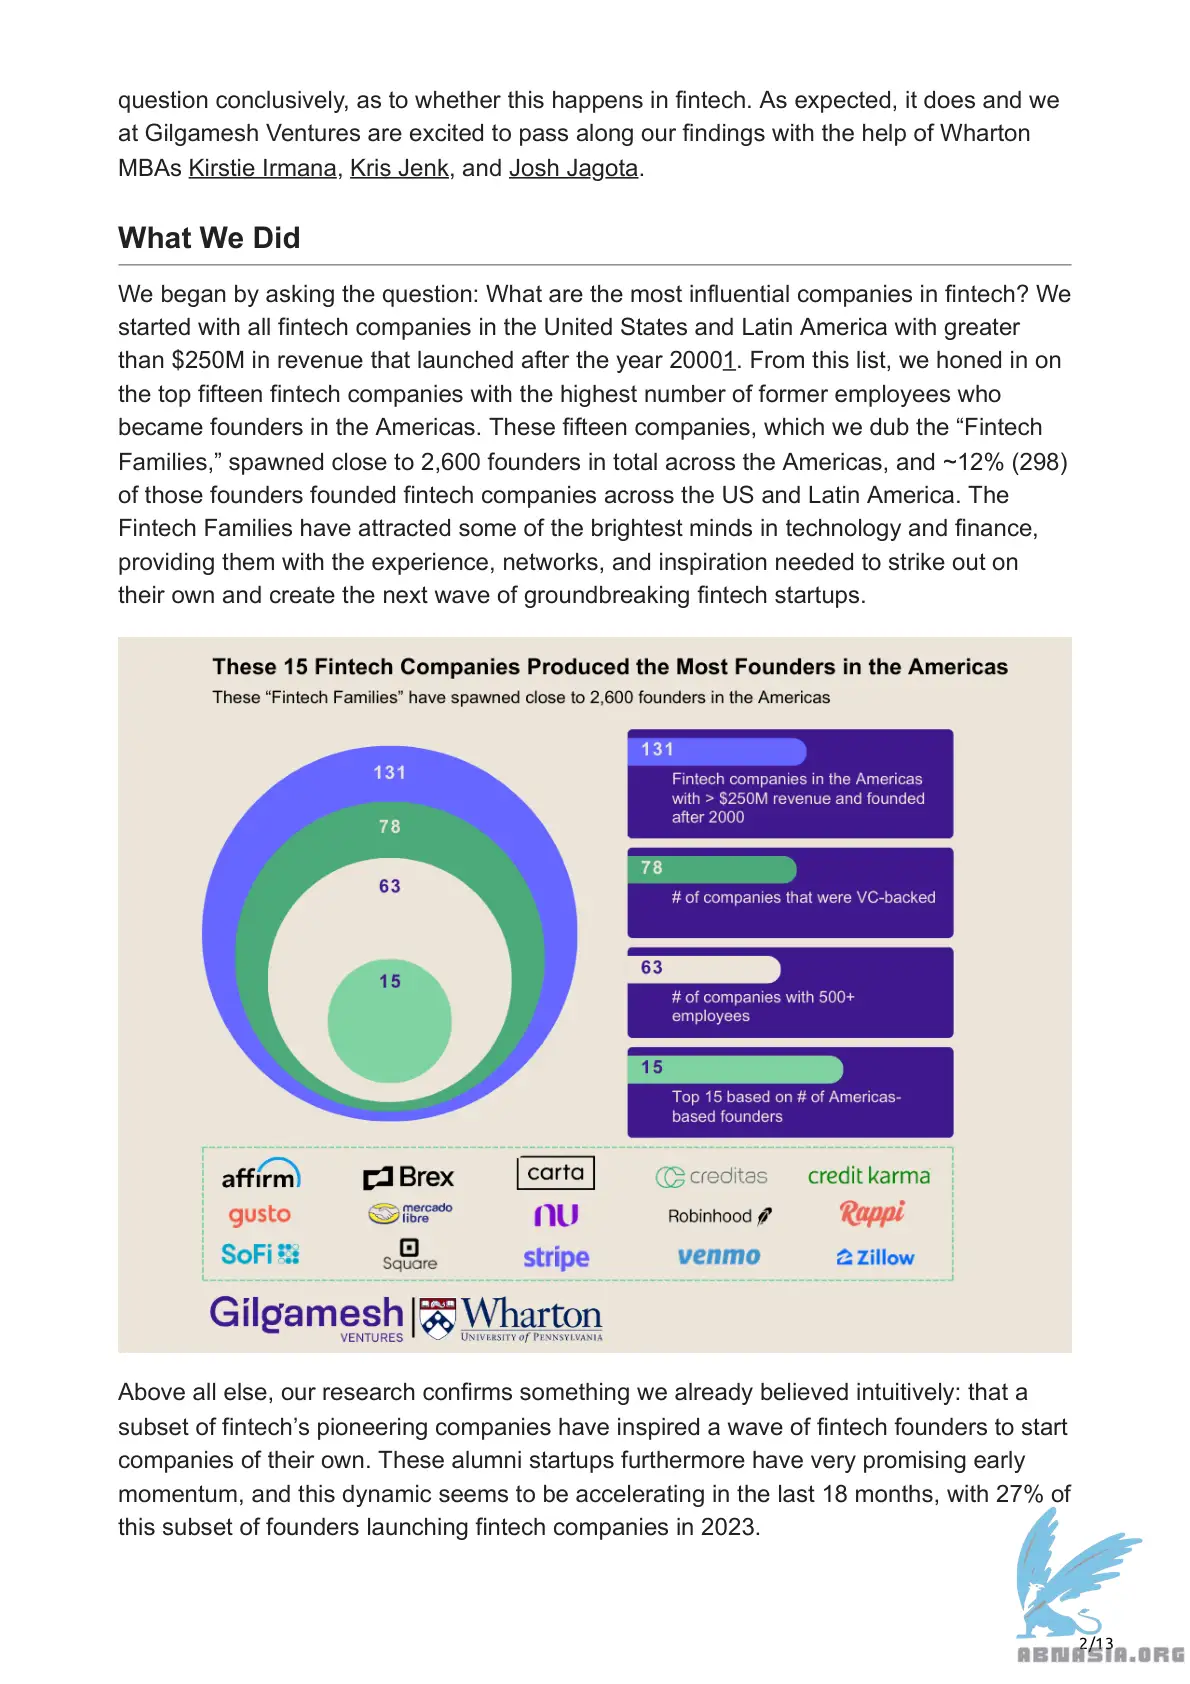 question conclusively, as to whether this happens in fintech. As expected, it does and we
at Gilgamesh Ventures are excited to pass along our findings with the help of Wharton
MBAs Kirstie Irmana, Kris Jenk, and Josh Jagota.
What We Did
We began by asking the question: What are the most influential companies in fintech? We
started with all fintech companies in the United States and Latin America with greater
than $250M in revenue that launched after the year 20001. From this list, we honed in on
the top fifteen fintech companies with the highest number of former employees who
became founders in the Americas. These fifteen companies, which we dub the “Fintech
Families,” spawned close to 2,600 founders in total across the Americas, and ~12% (298)
of those founders founded fintech companies across the US and Latin America. The
Fintech Families have attracted some of the brightest minds in technology and finance,
providing them with the experience, networks, and inspiration needed to strike out on
their own and create the next wave of groundbreaking fintech startups.
These 15 Fintech Companies Produced the Most Founders in the Americas
These “Fintech Families” have spawned close to 2,600 founders in the Americas
131
78
63
15
131
Fintech companies in the Americas
with > $250M revenue and founded
after 2000
78
# of companies that were VC-backed
63
# of companies with 500+
employees
15
Top 15 based on # of Americas-
based founders
affirm Brex carta creditas credit karma
gusto mercado libre nu Robinhood Rappi
SoFi Square stripe venmo Zillow
Gilgamesh VENTURES | Wharton UNIVERSITY of PENNSYLVANIA
Above all else, our research confirms something we already believed intuitively: that a
subset of fintech’s pioneering companies have inspired a wave of fintech founders to start
companies of their own. These alumni startups furthermore have very promising early
momentum, and this dynamic seems to be accelerating in the last 18 months, with 27% of
this subset of founders launching fintech companies in 2023.
2/13
ABNASIA.ORG